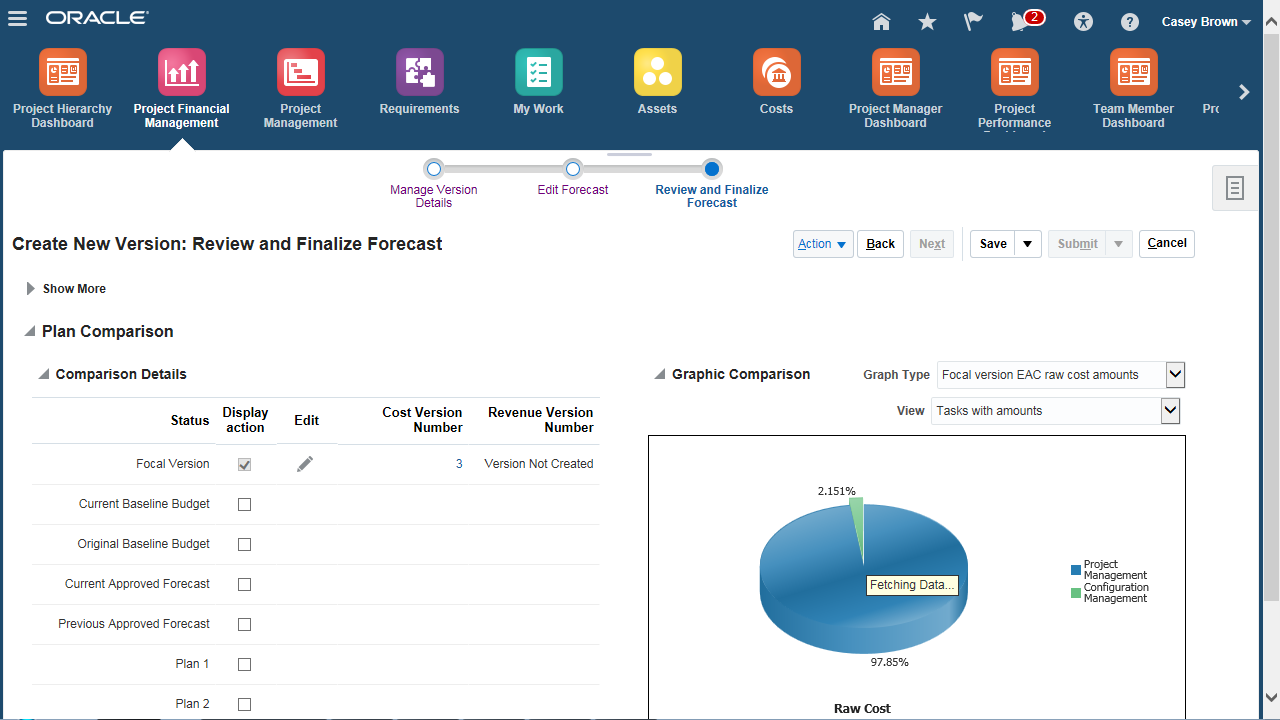 ORACLE
2
Casey Brown
Project Hierarchy
Dashboard
Project Financial
Management
Project
Management
Requirements
My Work
Assets
Costs
Project Manager
Dashboard
Project
Performance
Team Member
Dashboard
Manage Version
Details
Edit Forecast
Review and Finalize
Forecast
Create New Version: Review and Finalize Forecast
Action
Back
Next
Save
Submit
Cancel
Show More
Plan Comparison
Comparison Details
Status
Display
action
Edit
Cost Version
Number
Revenue Version
Number
Focal Version
3
Version Not Created
Current Baseline Budget
Original Baseline Budget
Current Approved Forecast
Previous Approved Forecast
Plan 1
Plan 2
Graphic Comparison
Graph Type
Focal version EAC raw cost amounts
View
Tasks with amounts
2.151%
Fetching Data...
97.85%
Project
Management
Configuration
Management
Raw Cost